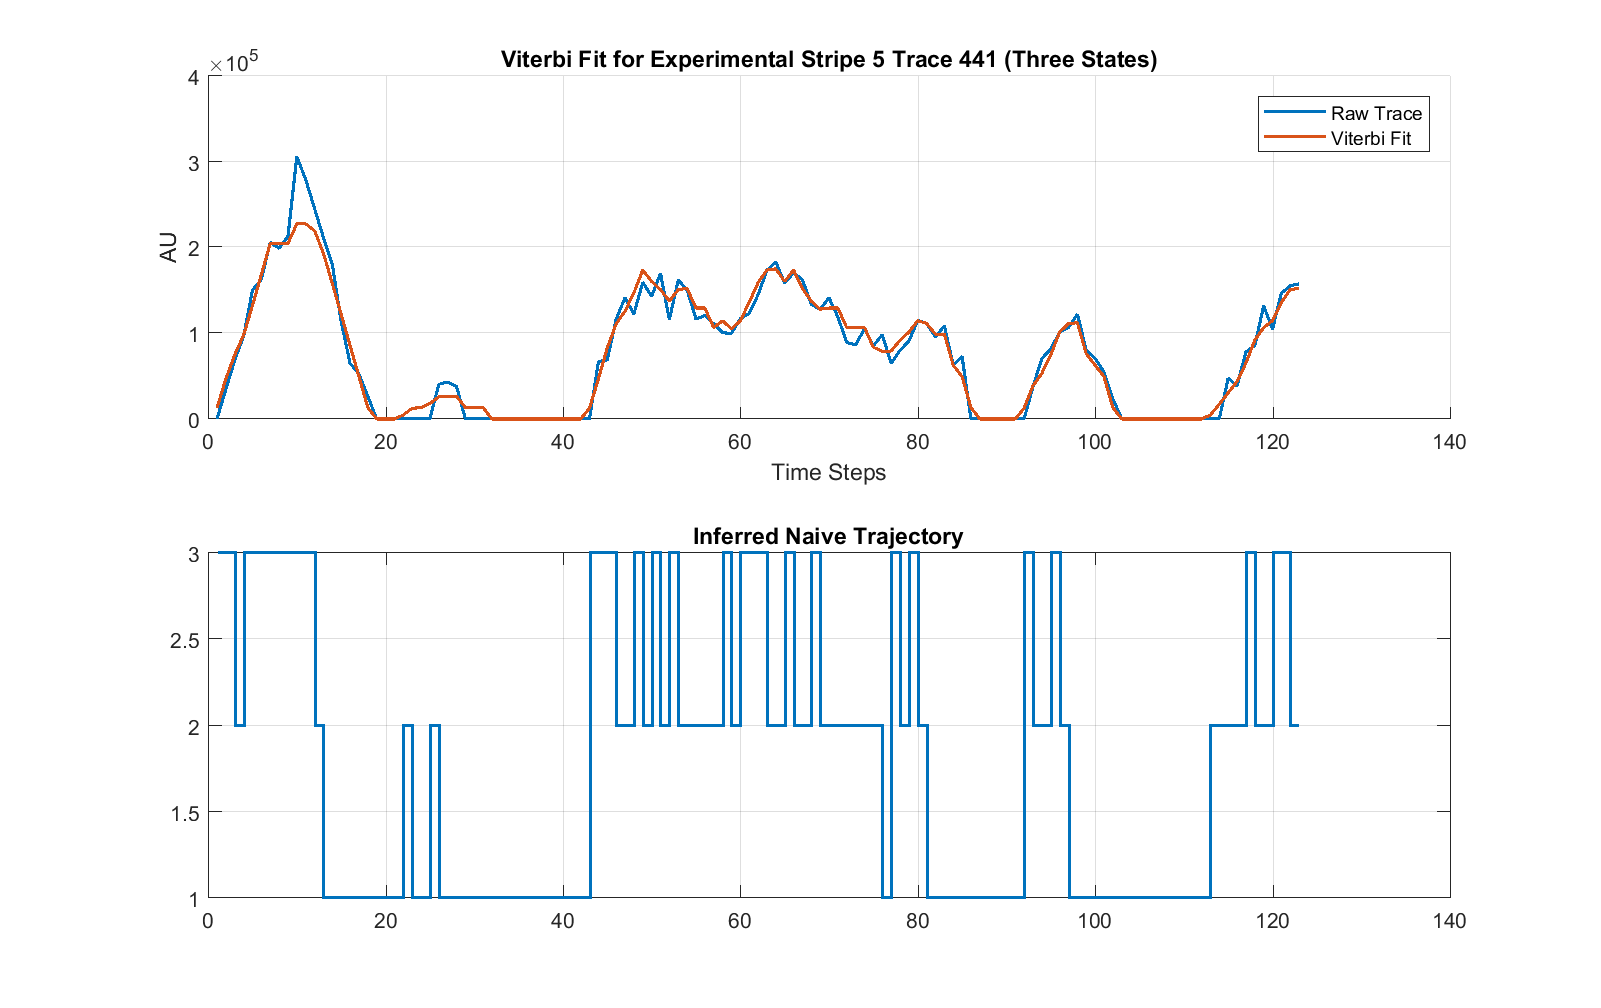 Viterbi Fit for Experimental Stripe 5 Trace 441 (Three States)
×10^5
4
3
2
1
0
AU
Raw Trace
Viterbi Fit
0 20 40 60 80 100 120 140
Time Steps
Inferred Naive Trajectory
3
2.5
2
1.5
1
0 20 40 60 80 100 120 140